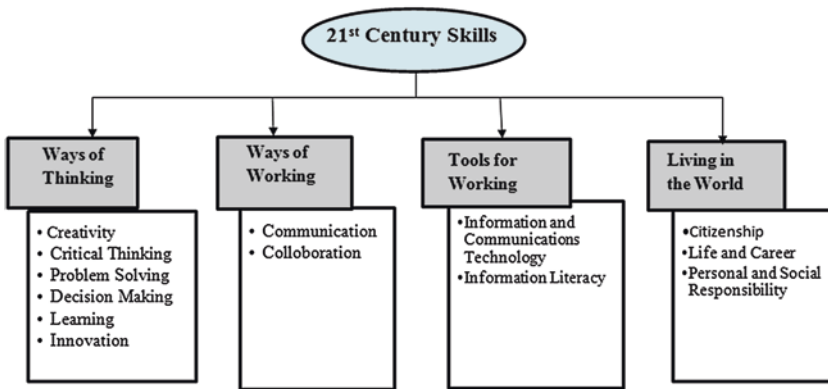 21st Century Skills
Ways of
Thinking
• Creativity
• Critical Thinking
• Problem Solving
• Decision Making
• Learning
• Innovation
Ways of
Working
• Communication
• Colloboration
Tools for
Working
•Information and
Communications
Technology
•Information Literacy
Living in
the World
•Citizenship
•Life and Career
•Personal and Social
Responsibility